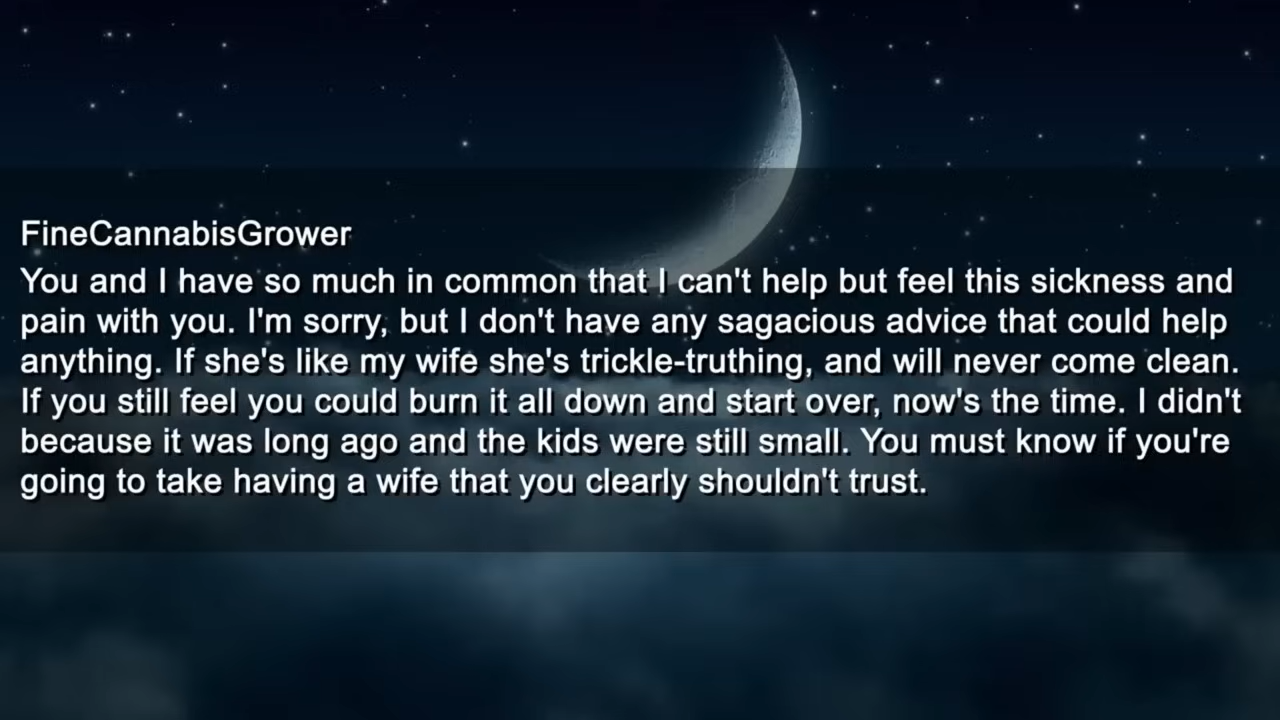 FineCannabisGrower
You and I have so much in common that I can't help but feel this sickness and
pain with you. I'm sorry, but I don't have any sagacious advice that could help
anything. If she's like my wife she's trickle-truthing, and will never come clean.
If you still feel you could burn it all down and start over, now's the time. I didn't
because it was long ago and the kids were still small. You must know if you're
going to take having a wife that you clearly shouldn't trust.